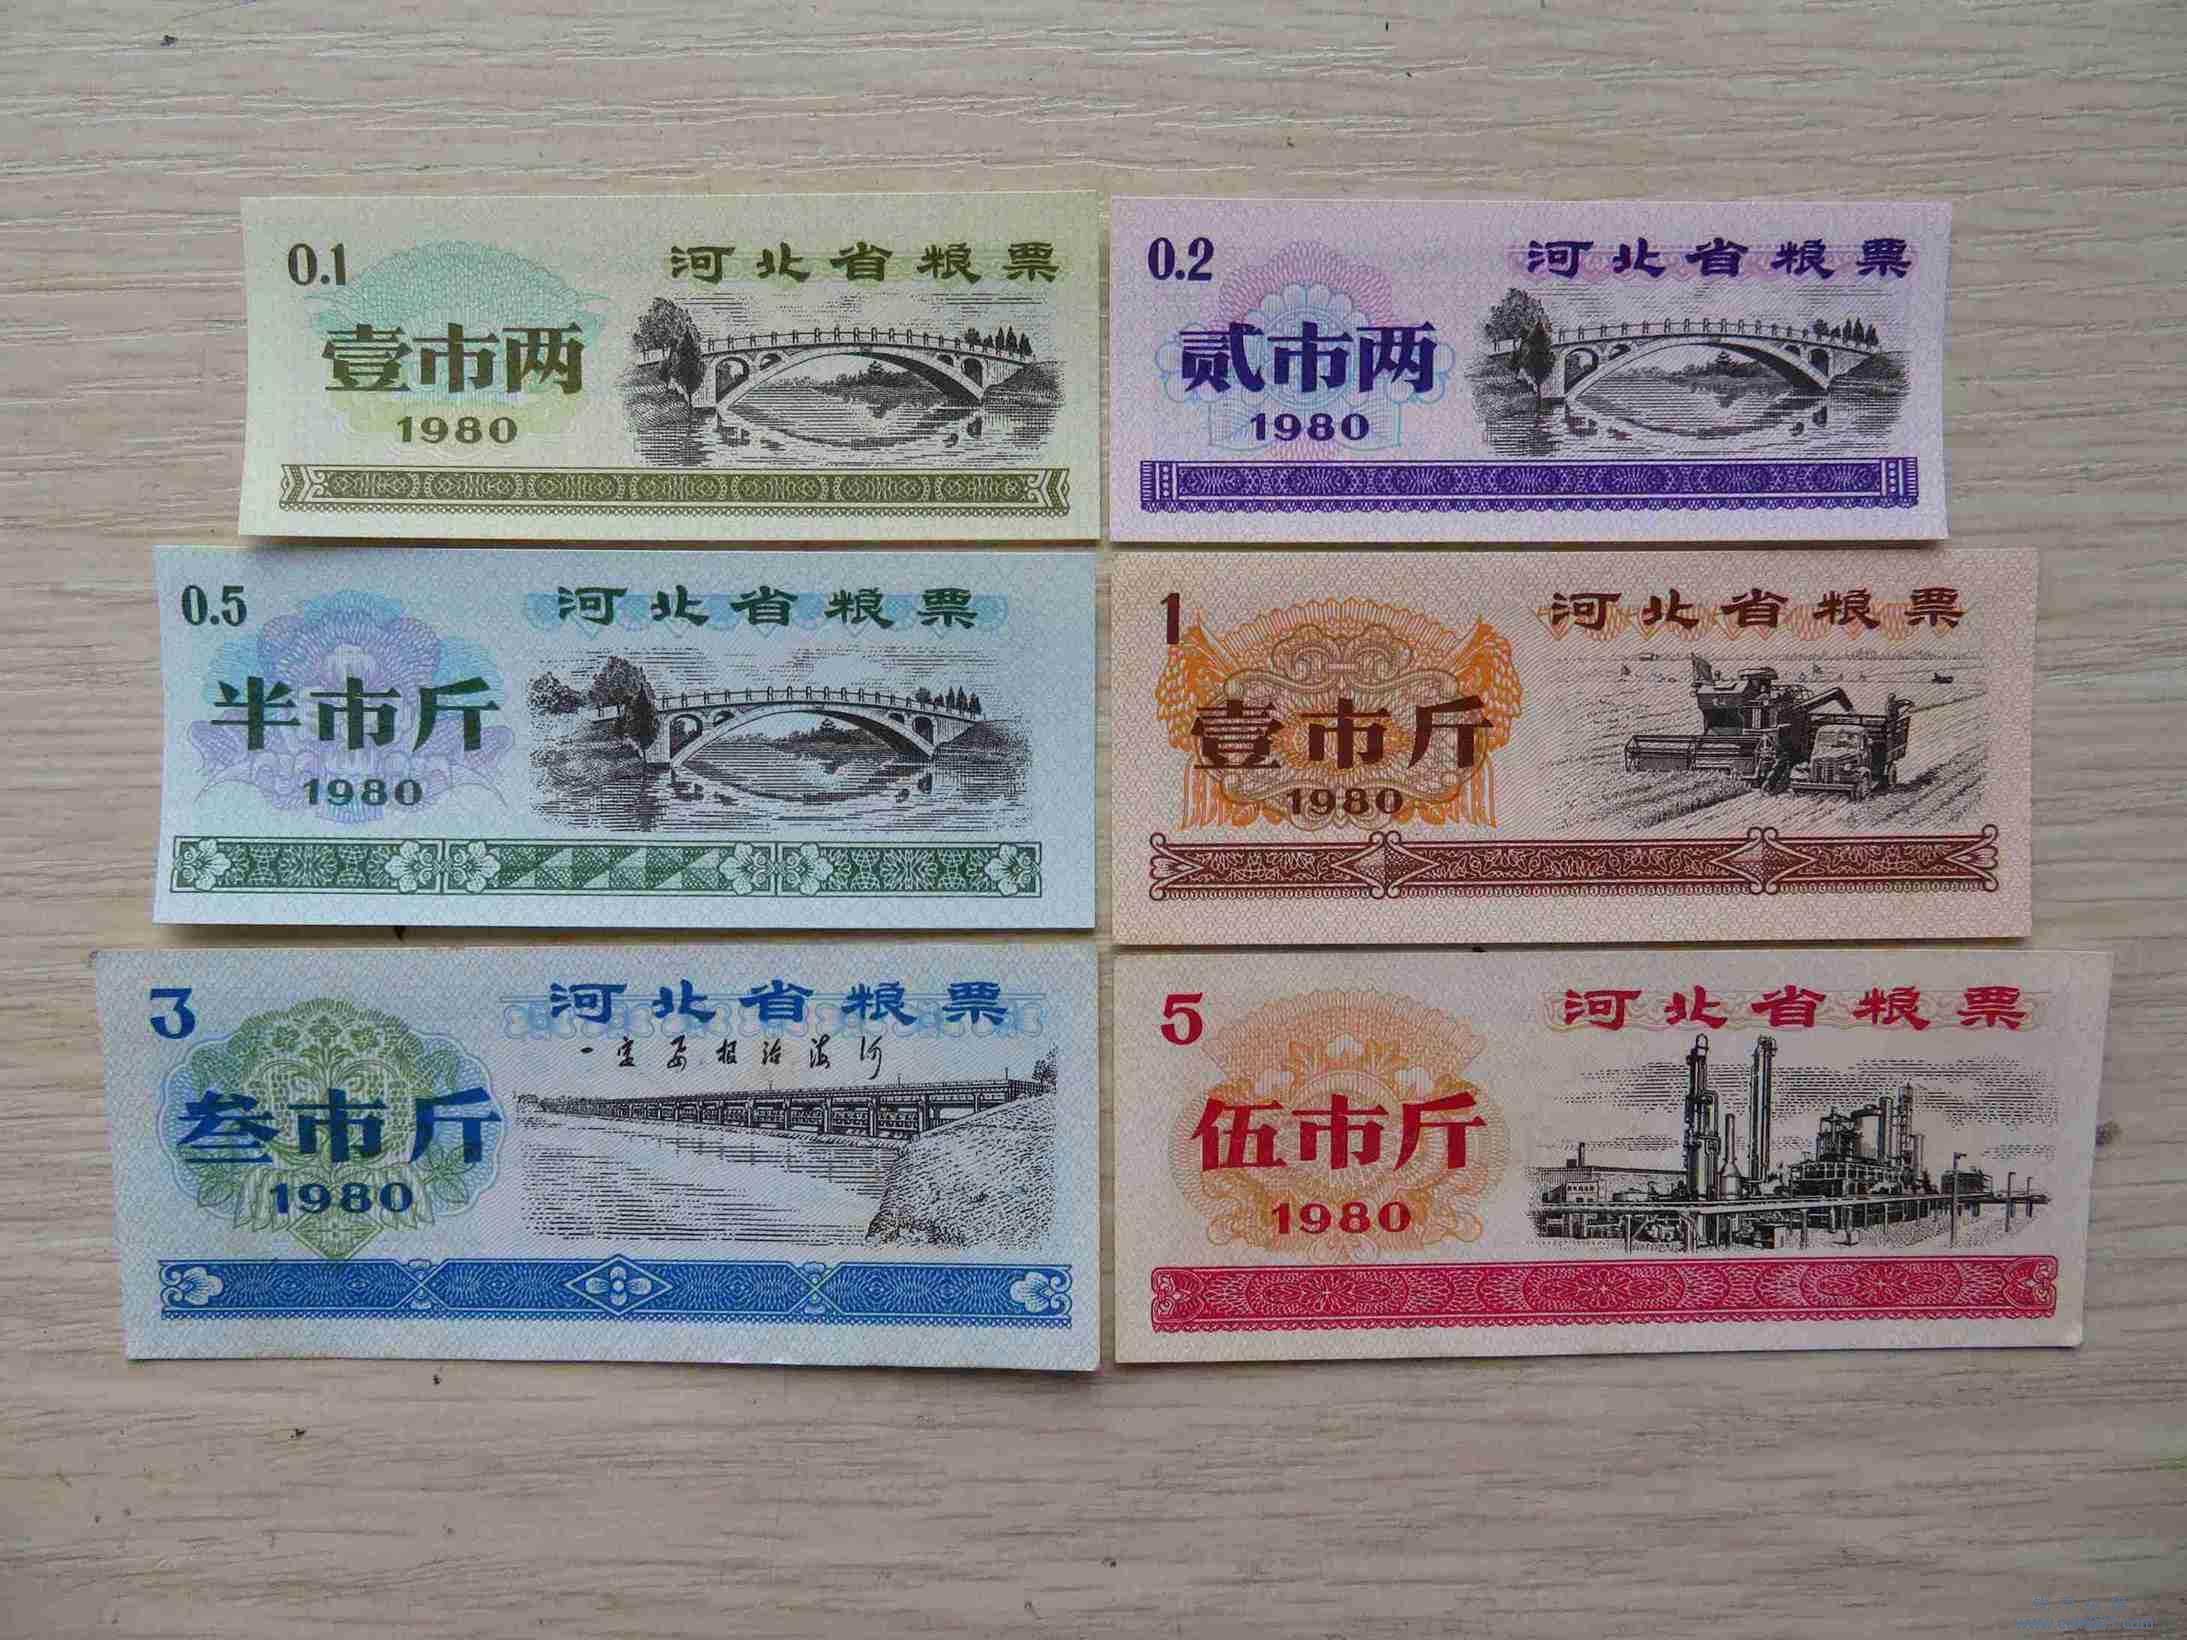 0.1
河北省粮票
壹市两
1980
0.2
河北省粮票
贰市两
1980
0.5
河北省粮票
半市斤
1980
1
河北省粮票
壹市斤
1980
3
河北省粮票
一定要根治海河
叁市斤
1980
5
河北省粮票
伍市斤
1980